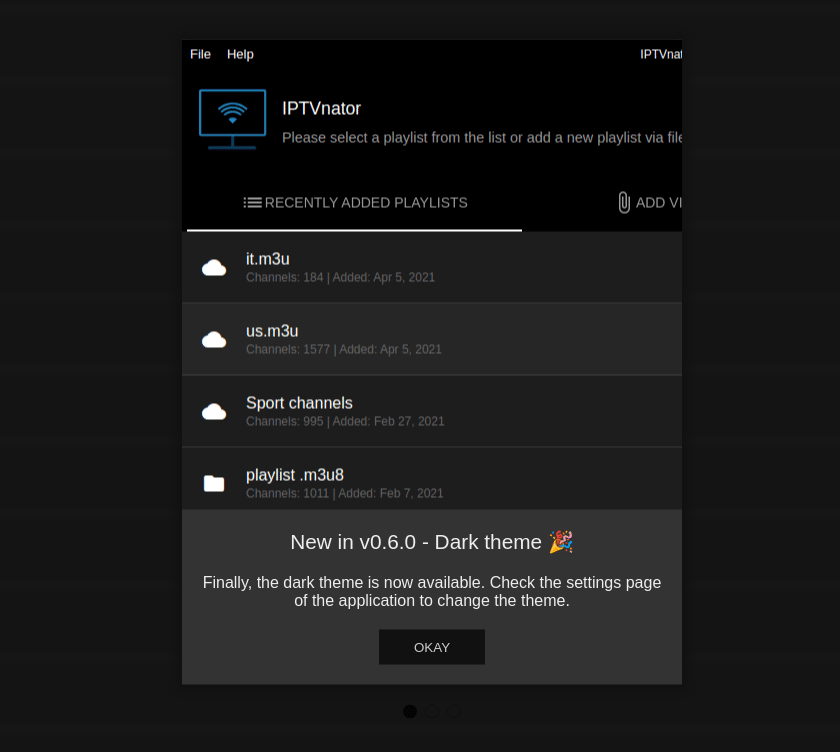 File Help IPTVnat
IPTVnator
Please select a playlist from the list or add a new playlist via file
RECENTLY ADDED PLAYLISTS ADD VI
it.m3u
Channels: 184 | Added: Apr 5, 2021
us.m3u
Channels: 1577 | Added: Apr 5, 2021
Sport channels
Channels: 995 | Added: Feb 27, 2021
playlist .m3u8
Channels: 1011 | Added: Feb 7, 2021
New in v0.6.0 - Dark theme 🎉
Finally, the dark theme is now available. Check the settings page
of the application to change the theme.
OKAY